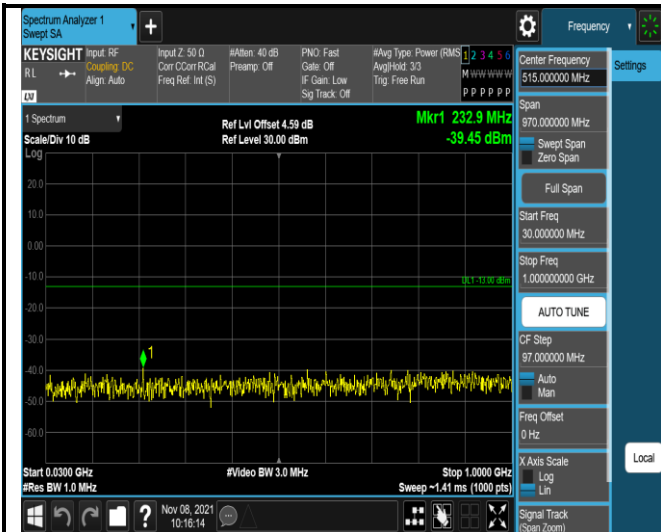 Spectrum Analyzer 1
Swept SA
+
Frequency
KEYSIGHT
RL
LXI
Input: RF
Coupling: DC
Align: Auto
Input Z: 50 Ω
Corr CCorr RCal
Freq Ref: Int (S)
#Atten: 40 dB
Preamp: Off
PNO: Fast
Gate: Off
IF Gain: Low
Sig Track: Off
#Avg Type: Power (RMS
Avg|Hold: 3/3
Trig: Free Run
1 2 3 4 5 6
M W W W W W
P P P P P P
1 Spectrum
Scale/Div 10 dB
Log
Ref Lvl Offset 4.59 dB
Ref Level 30.00 dBm
Mkr1 232.9 MHz
-39.45 dBm
20.0
10.0
0.00
-10.0
DL1 -13.00 dBm
-20.0
-30.0
1
-40.0
-50.0
-60.0
Start 0.0300 GHz
#Res BW 1.0 MHz
#Video BW 3.0 MHz
Stop 1.0000 GHz
Sweep ~1.41 ms (1000 pts)
Center Frequency
515.000000 MHz
Span
970.000000 MHz
Swept Span
Zero Span
Full Span
Start Freq
30.000000 MHz
Stop Freq
1.000000000 GHz
AUTO TUNE
CF Step
97.000000 MHz
Auto
Man
Freq Offset
0 Hz
X Axis Scale
Log
Lin
Signal Track
(Span Zoom)
Settings
Local
?
Nov 08, 2021
10:16:14